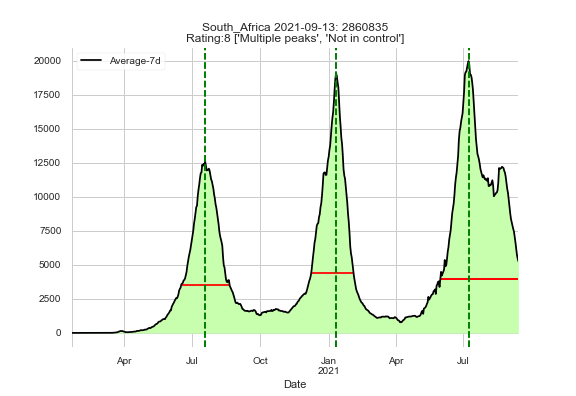 South_Africa 2021-09-13: 2860835
Rating:8 ['Multiple peaks', 'Not in control']
Average-7d
20000
17500
15000
12500
10000
7500
5000
2500
0
Apr Jul Oct Jan Apr Jul
2021
Date